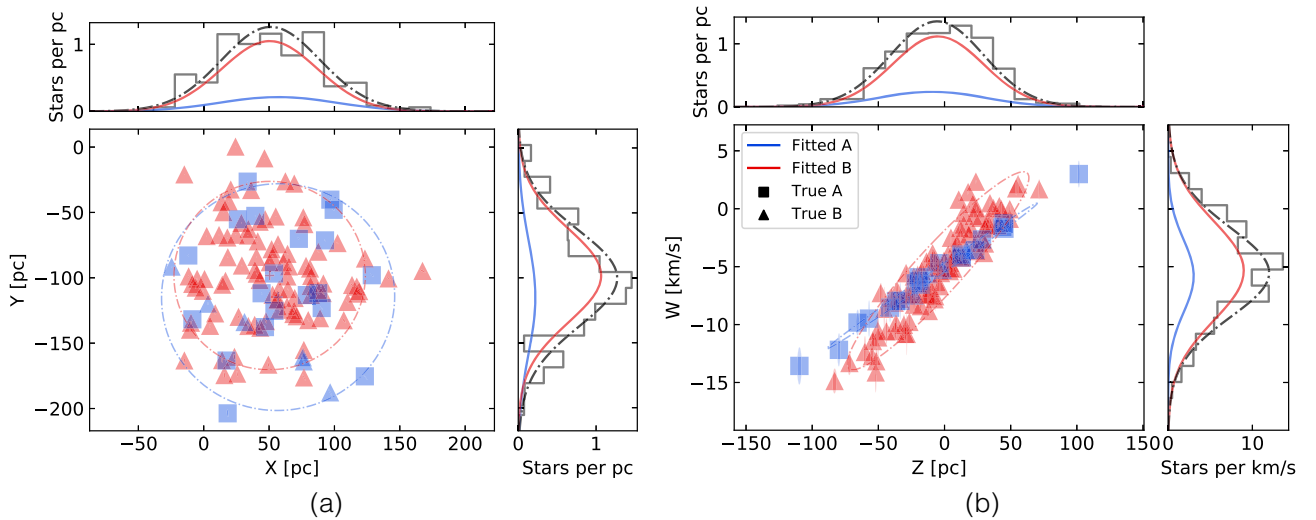 Stars per pc
1
0
0
−50
−100
−150
−200
Y [pc]
−50 0 50 100 150 200
X [pc]
0 1
Stars per pc
(a)
Stars per pc
1
0
Fitted A
Fitted B
True A
True B
5
0
−5
−10
−15
W [km/s]
−150 −100 −50 0 50 100 150
Z [pc]
0 10
Stars per km/s
(b)